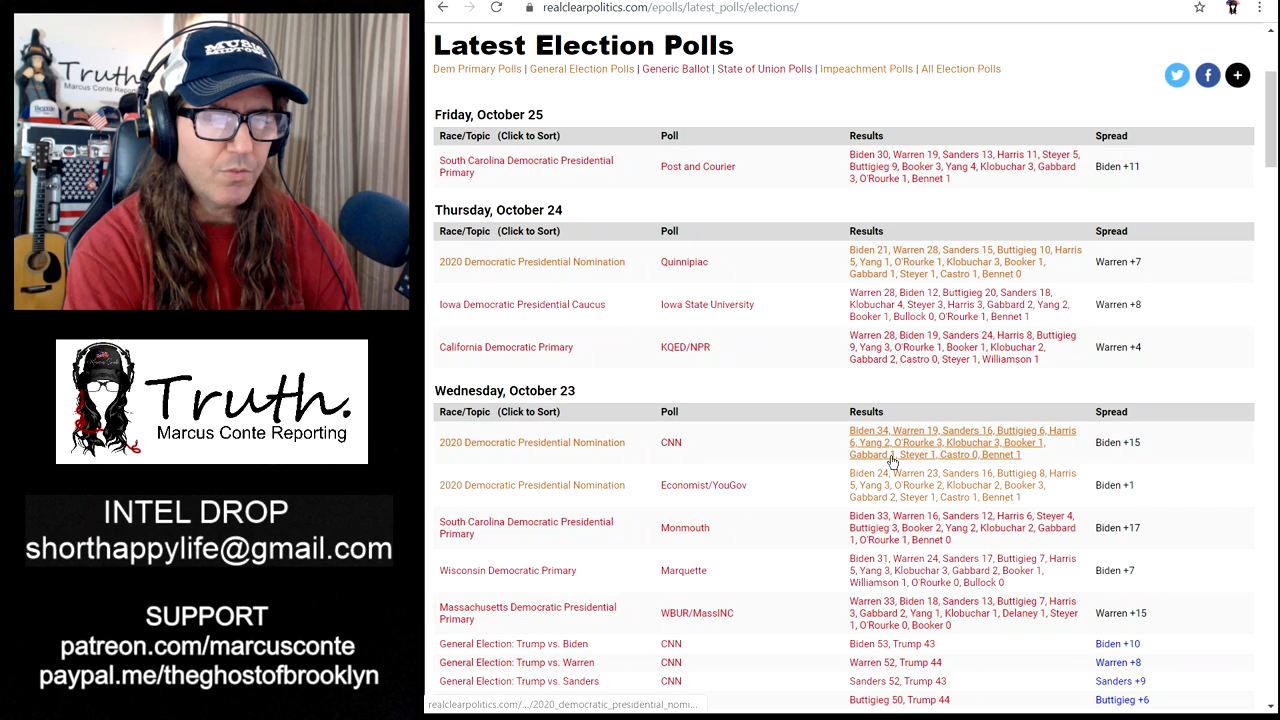 MUSIC
MIDTOWN
Truth.
Marcus Conte Reporting
Truth.
Marcus Conte Reporting
INTEL DROP
shorthappylife@gmail.com
SUPPORT
patreon.com/marcusconte
paypal.me/theghostofbrooklyn
realclearpolitics.com/epolls/latest_polls/elections/
Latest Election Polls
Dem Primary Polls | General Election Polls | Generic Ballot | State of Union Polls | Impeachment Polls | All Election Polls
Friday, October 25
Race/Topic (Click to Sort) Poll Results Spread
South Carolina Democratic Presidential Primary Post and Courier Biden 30, Warren 19, Sanders 13, Harris 11, Steyer 5, Buttigieg 9, Booker 3, Yang 4, Klobuchar 3, Gabbard 3, O'Rourke 1, Bennet 1 Biden +11
Thursday, October 24
Race/Topic (Click to Sort) Poll Results Spread
2020 Democratic Presidential Nomination Quinnipiac Biden 21, Warren 28, Sanders 15, Buttigieg 10, Harris 5, Yang 1, O'Rourke 1, Klobuchar 3, Booker 1, Gabbard 1, Steyer 1, Castro 1, Bennet 0 Warren +7
Iowa Democratic Presidential Caucus Iowa State University Warren 28, Biden 12, Buttigieg 20, Sanders 18, Klobuchar 4, Steyer 3, Harris 3, Gabbard 2, Yang 2, Booker 1, Bullock 0, O'Rourke 1, Bennet 1 Warren +8
California Democratic Primary KQED/NPR Warren 28, Biden 19, Sanders 24, Harris 8, Buttigieg 9, Yang 3, O'Rourke 1, Booker 1, Klobuchar 2, Gabbard 2, Castro 0, Steyer 1, Williamson 1 Warren +4
Wednesday, October 23
Race/Topic (Click to Sort) Poll Results Spread
2020 Democratic Presidential Nomination CNN Biden 34, Warren 19, Sanders 16, Buttigieg 6, Harris 6, Yang 2, O'Rourke 3, Klobuchar 3, Booker 1, Gabbard 1, Steyer 1, Castro 0, Bennet 1 Biden +15
2020 Democratic Presidential Nomination Economist/YouGov Biden 24, Warren 23, Sanders 16, Buttigieg 8, Harris 5, Yang 3, O'Rourke 2, Klobuchar 2, Booker 3, Gabbard 2, Steyer 1, Castro 1, Bennet 1 Biden +1
South Carolina Democratic Presidential Primary Monmouth Biden 33, Warren 16, Sanders 12, Harris 6, Steyer 4, Buttigieg 3, Booker 2, Yang 2, Klobuchar 2, Gabbard 1, O'Rourke 1, Bennet 0 Biden +17
Wisconsin Democratic Primary Marquette Biden 31, Warren 24, Sanders 17, Buttigieg 7, Harris 5, Yang 3, Klobuchar 3, Gabbard 2, Booker 1, Williamson 1, O'Rourke 0, Bullock 0 Biden +7
Massachusetts Democratic Presidential Primary WBUR/MassINC Warren 33, Biden 18, Sanders 13, Buttigieg 7, Harris 3, Gabbard 2, Yang 1, Klobuchar 1, Delaney 1, Steyer 1, O'Rourke 0, Booker 0 Warren +15
General Election: Trump vs. Biden CNN Biden 53, Trump 43 Biden +10
General Election: Trump vs. Warren CNN Warren 52, Trump 44 Warren +8
General Election: Trump vs. Sanders CNN Sanders 52, Trump 43 Sanders +9
Buttigieg 50, Trump 44 Buttigieg +6
realclearpolitics.com/.../2020_democratic_presidential_nomi...